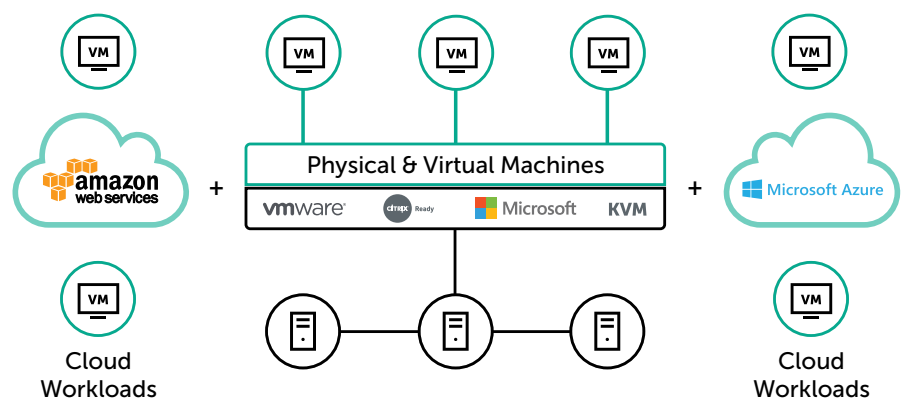 VM
VM
VM
VM
VM
Physical & Virtual Machines
amazon
web services
+
+
Microsoft Azure
vmware
citrix Ready
Microsoft
KVM
VM
VM
Cloud
Workloads
Cloud
Workloads